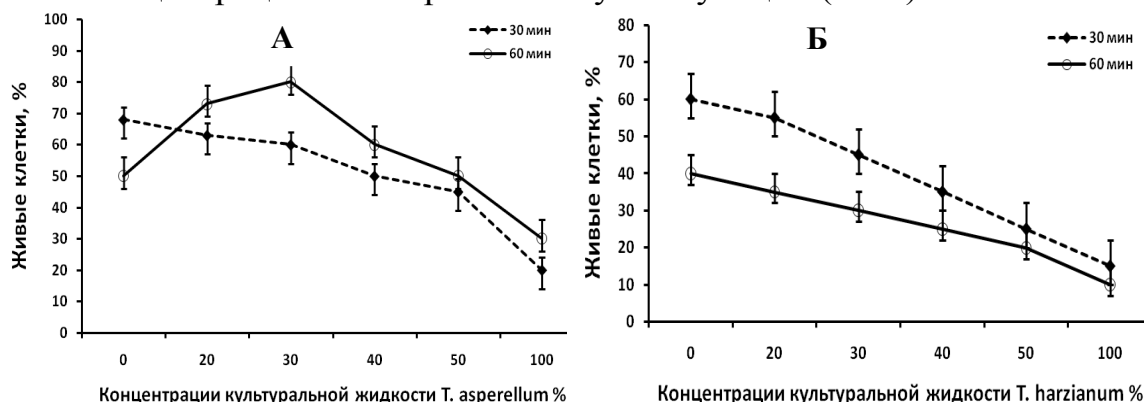 А
100
90
80
70
60
50
40
30
20
10
0
Живые клетки, %
30 мин
60 мин
0 20 30 40 50 100
Концентрации культуральной жидкости T. asperellum %
Б
80
70
60
50
40
30
20
10
0
Живые клетки, %
30 мин
60 мин
0 20 30 40 50 100
Концентрации культуральной жидкости T. harzianum %